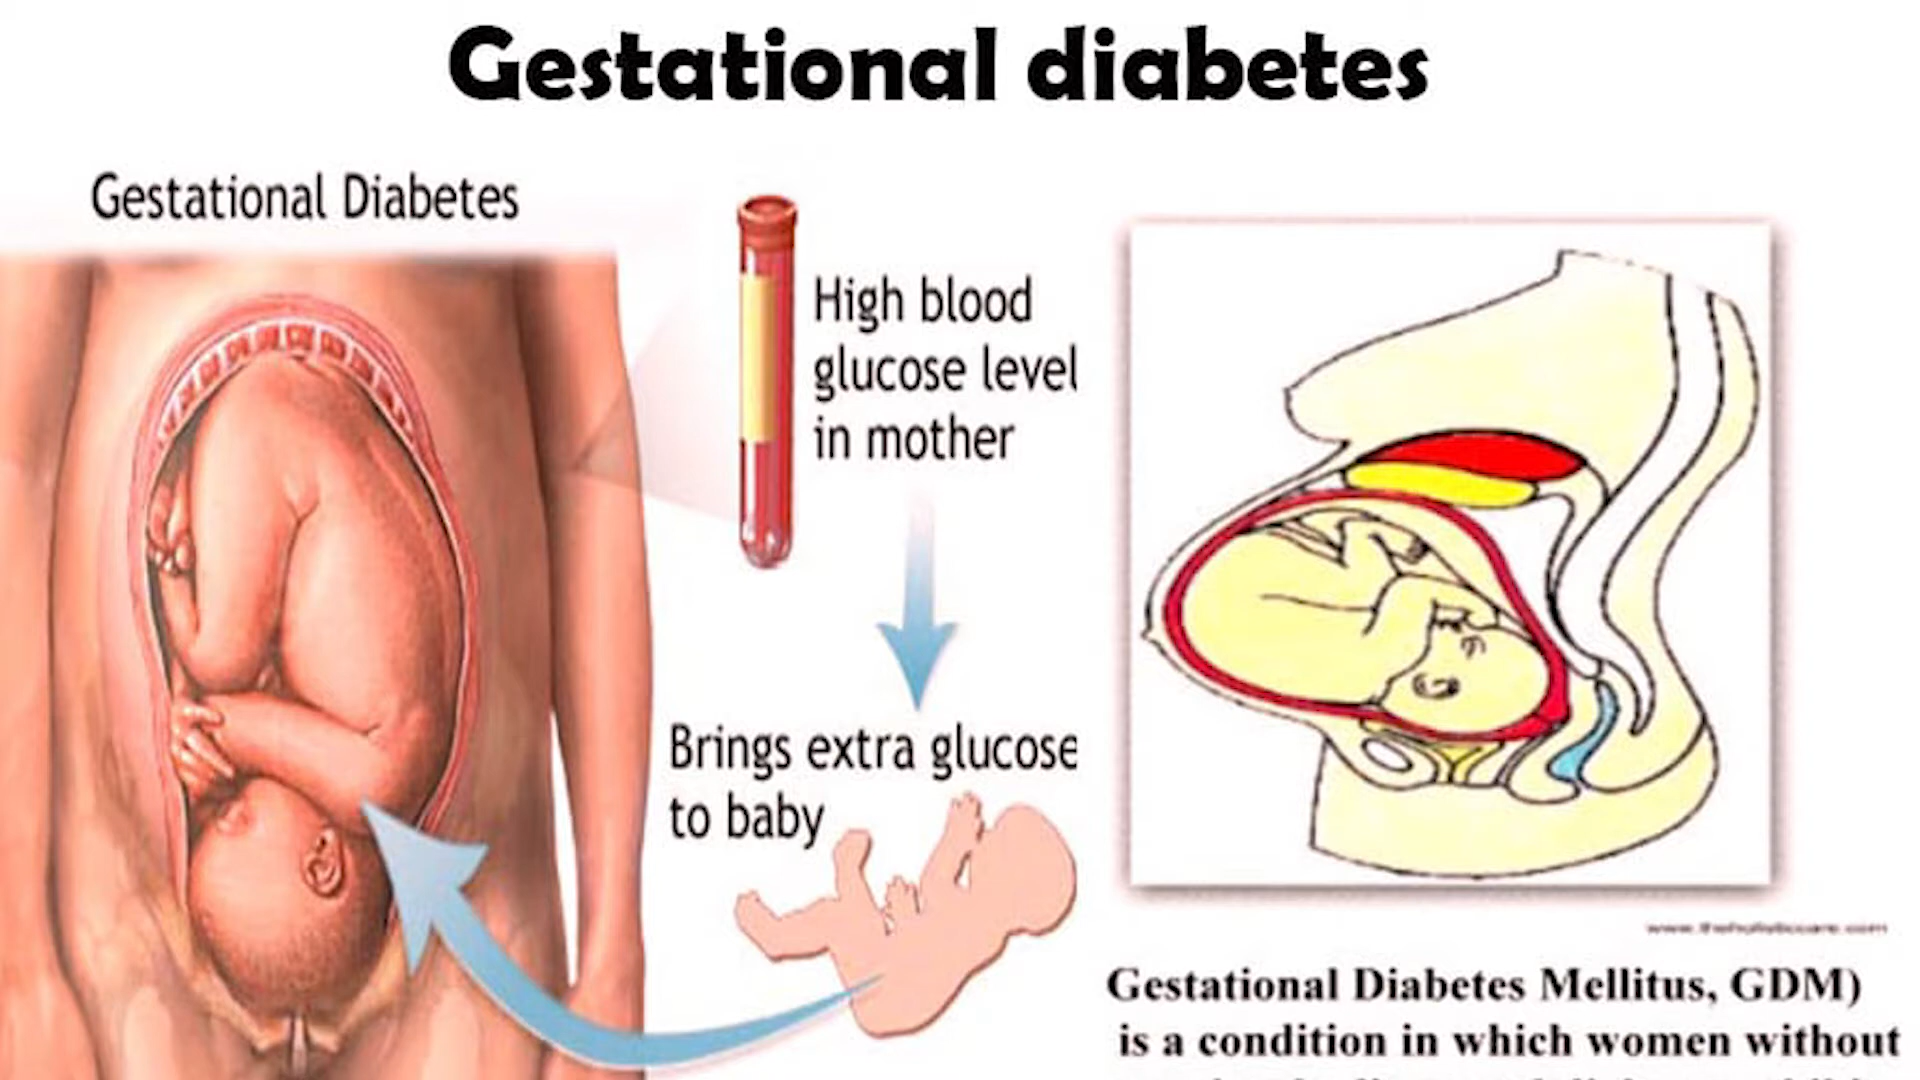 Gestational diabetes
Gestational Diabetes
High blood
glucose level
in mother
Brings extra glucose
to baby
Gestational Diabetes Mellitus, GDM)
is a condition in which women without